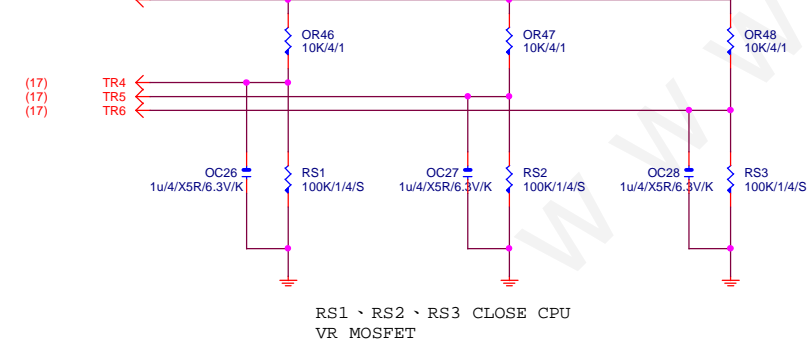 OR46 OR47 OR48
10K/4/1 10K/4/1 10K/4/1
(17) TR4
(17) TR5
(17) TR6
OC26 RS1 OC27 RS2 OC28 RS3
1u/4/X5R/6.3V/K 100K/1/4/S 1u/4/X5R/6.3V/K 100K/1/4/S 1u/4/X5R/6.3V/K 100K/1/4/S
RS1、RS2、RS3 CLOSE CPU
VR MOSFET
w w w